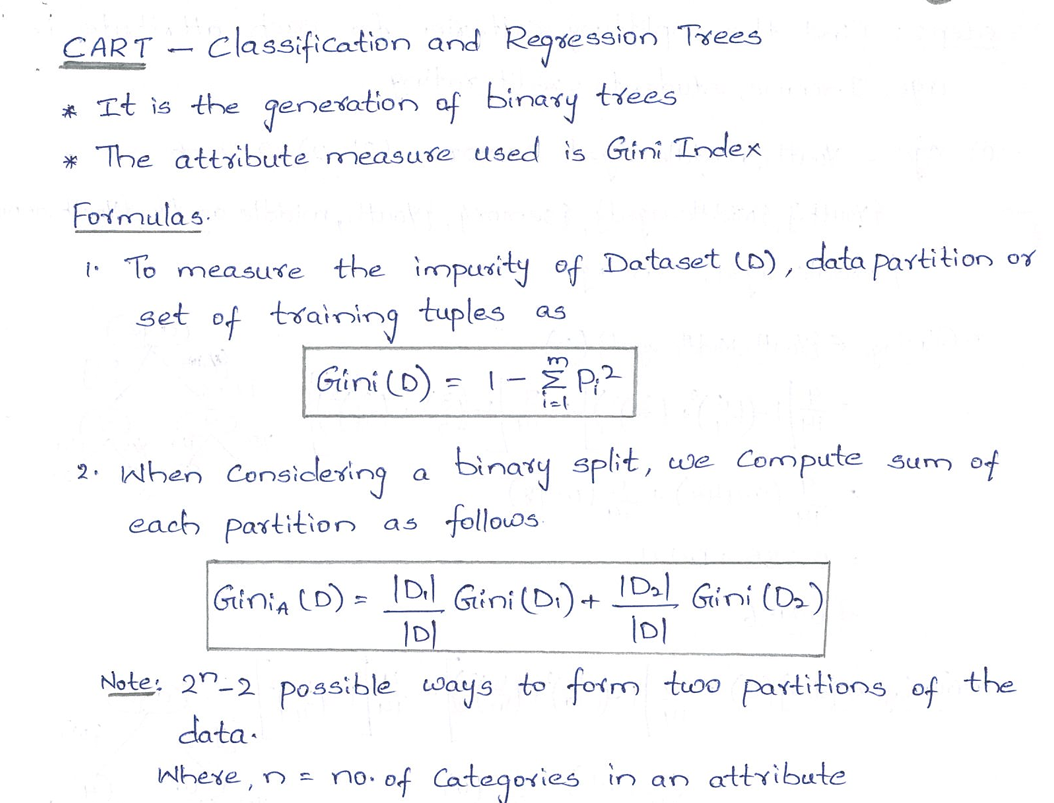 CART – Classification and Regression Trees
* It is the generation of binary trees
* The attribute measure used is Gini Index
Formulas.
1. To measure the impurity of Dataset (D), data partition or
set of training tuples as
Gini(D) = 1 - Σ_{i=1}^{m} Pi²
2. When Considering a binary split, we Compute sum of
each partition as follows.
Gini_A (D) = |D₁|/|D| Gini(D₁) + |D₂|/|D| Gini(D₂)
Note: 2ⁿ-2 possible ways to form two partitions of the
data.
Where, n = no. of Categories in an attribute